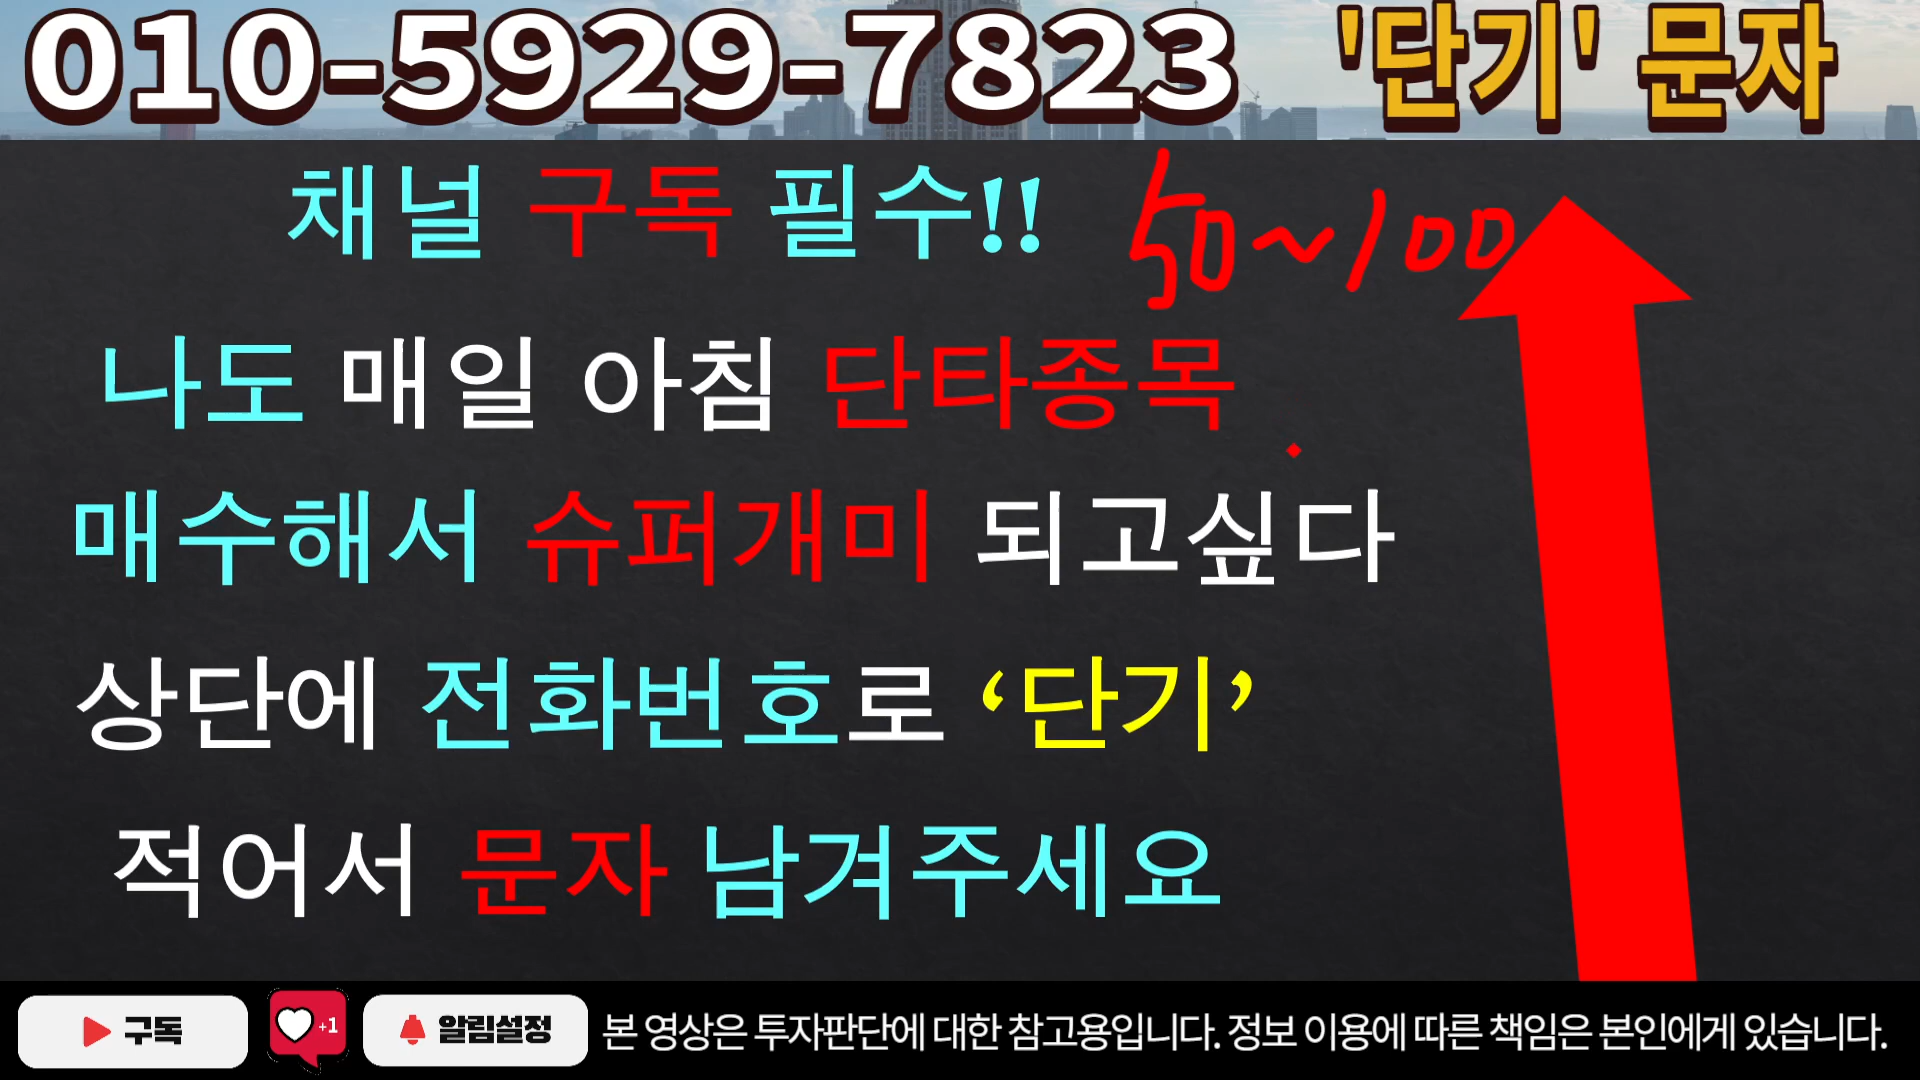 010-5929-7823 '단기' 문자
채널 구독 필수!! 50~100
나도 매일 아침 단타종목
매수해서 슈퍼개미 되고싶다
상단에 전화번호로 ‘단기’
적어서 문자 남겨주세요
구독 +1 알림설정 본 영상은 투자판단에 대한 참고용입니다. 정보 이용에 따른 책임은 본인에게 있습니다.